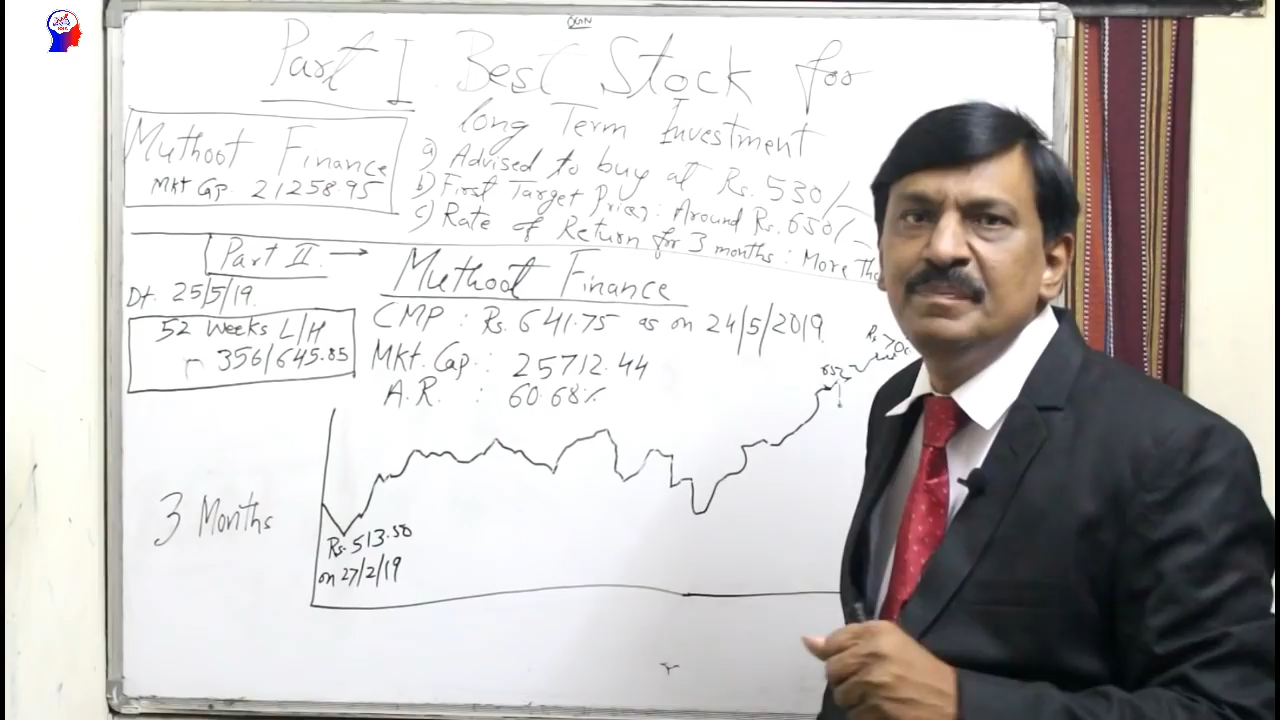 OGN
Part I Best Stock for
long Term Investment
Muthoot Finance
Mkt Cap 21258.95
a) Advised to buy at Rs. 530/-
b) First Target Price: Around Rs. 650/-
c) Rate of Return for 3 months: More
Part II →
Muthoot Finance
Dt. 25/5/19.
52 Weeks L/H
356/645.85
CMP : Rs. 641.75 as on 24/5/2019
Mkt. Cap : 25712.44
A.R. : 60.68%
3 Months
Rs. 513.50
on 27/2/19